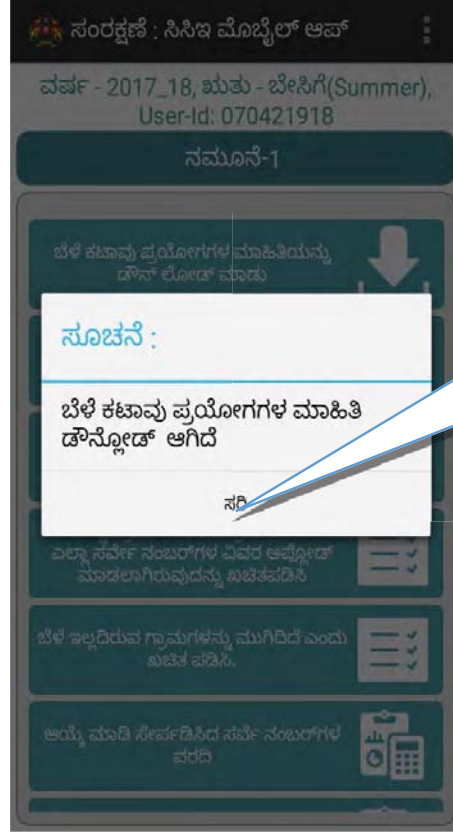 ಸಂರಕ್ಷಣೆ : ಸಿಸಿಇ ಮೊಬೈಲ್ ಆಪ್
ವರ್ಷ - 2017_18, ಋತು - ಬೇಸಿಗೆ(Summer),
User-Id: 070421918
ನಮೂನೆ-1
ಬೆಳೆ ಕಟಾವು ಪ್ರಯೋಗಗಳ ಮಾಹಿತಿಯನ್ನು
ಡೌನ್ ಲೋಡ್ ಮಾಡು
ಸೂಚನೆ :
ಬೆಳೆ ಕಟಾವು ಪ್ರಯೋಗಗಳ ಮಾಹಿತಿ
ಡೌನ್ಲೋಡ್ ಆಗಿದೆ
ಸರಿ
ಎಲ್ಲಾ ಸರ್ವೇ ನಂಬರ್‌ಗಳ ವಿವರ ಅಪ್ಲೋಡ್
ಮಾಡಲಾಗಿರುವುದನ್ನು ಖಚಿತಪಡಿಸಿ
ಬೆಳೆ ಇಲ್ಲದಿರುವ ಗ್ರಾಮಗಳನ್ನು ಮುಗಿದಿದೆ ಎಂದು
ಖಚಿತ ಪಡಿಸಿ.
ಆಯ್ಕೆ ಮಾಡಿ ಸೇರ್ಪಡಿಸಿದ ಸರ್ವೆ ನಂಬರ್‌ಗಳ
ವರದಿ